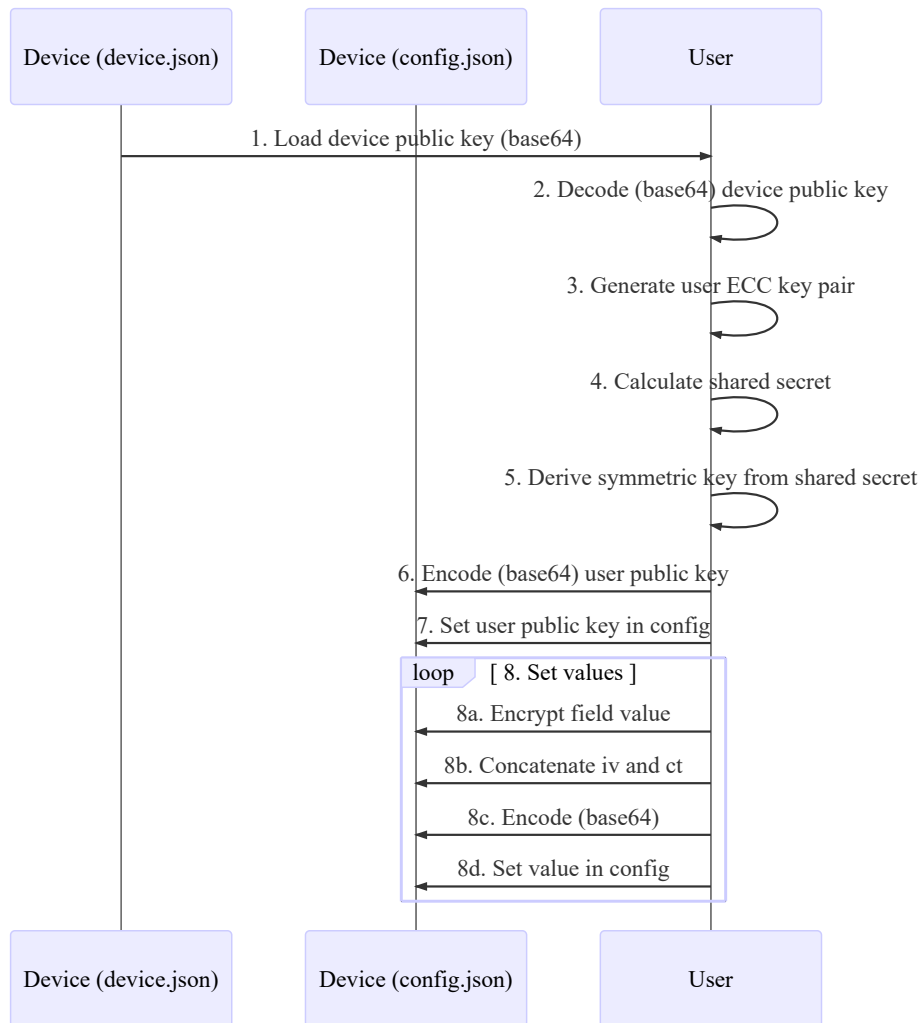 Device (device.json)
Device (config.json)
User
1. Load device public key (base64)
2. Decode (base64) device public key
3. Generate user ECC key pair
4. Calculate shared secret
5. Derive symmetric key from shared secret
6. Encode (base64) user public key
7. Set user public key in config
loop [ 8. Set values ]
8a. Encrypt field value
8b. Concatenate iv and ct
8c. Encode (base64)
8d. Set value in config
Device (device.json)
Device (config.json)
User